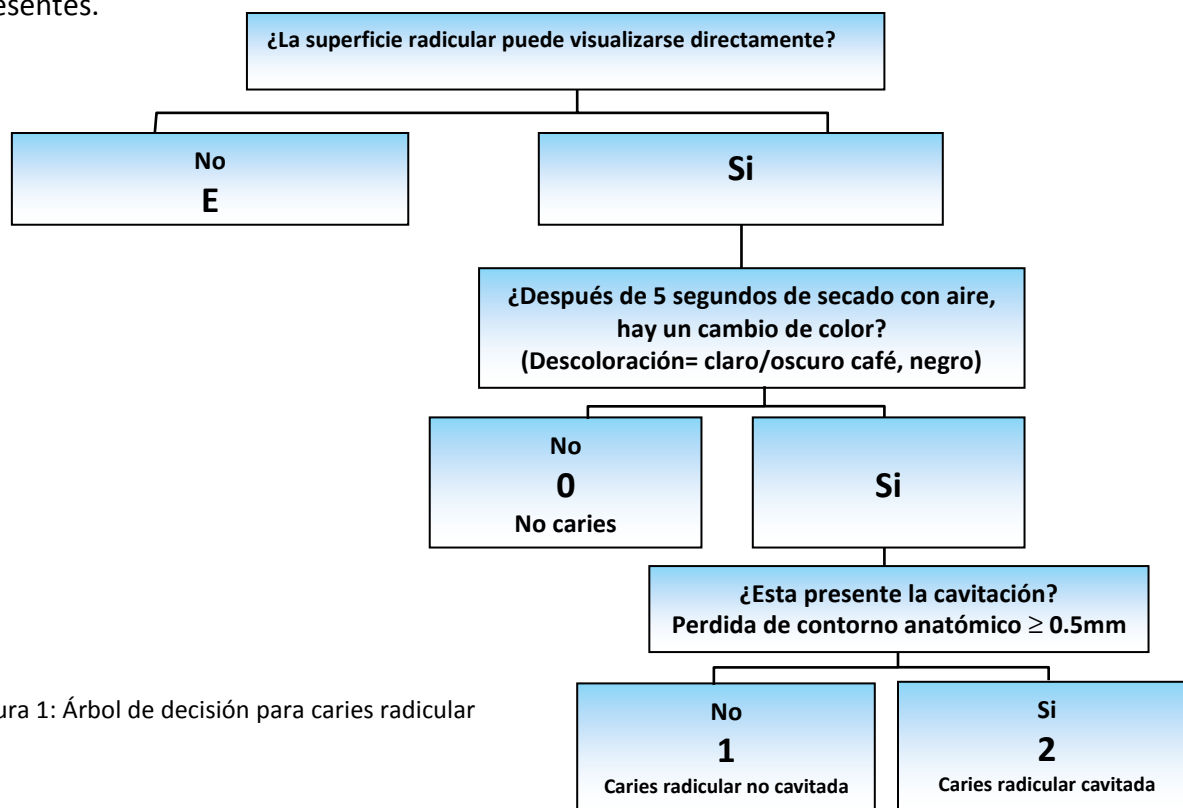 esentes.
¿La superficie radicular puede visualizarse directamente?
No
E
Si
¿Después de 5 segundos de secado con aire,
hay un cambio de color?
(Descoloración= claro/oscuro café, negro)
No
0
No caries
Si
¿Esta presente la cavitación?
Perdida de contorno anatómico ≥ 0.5mm
ura 1: Árbol de decisión para caries radicular
No
1
Caries radicular no cavitada
Si
2
Caries radicular cavitada